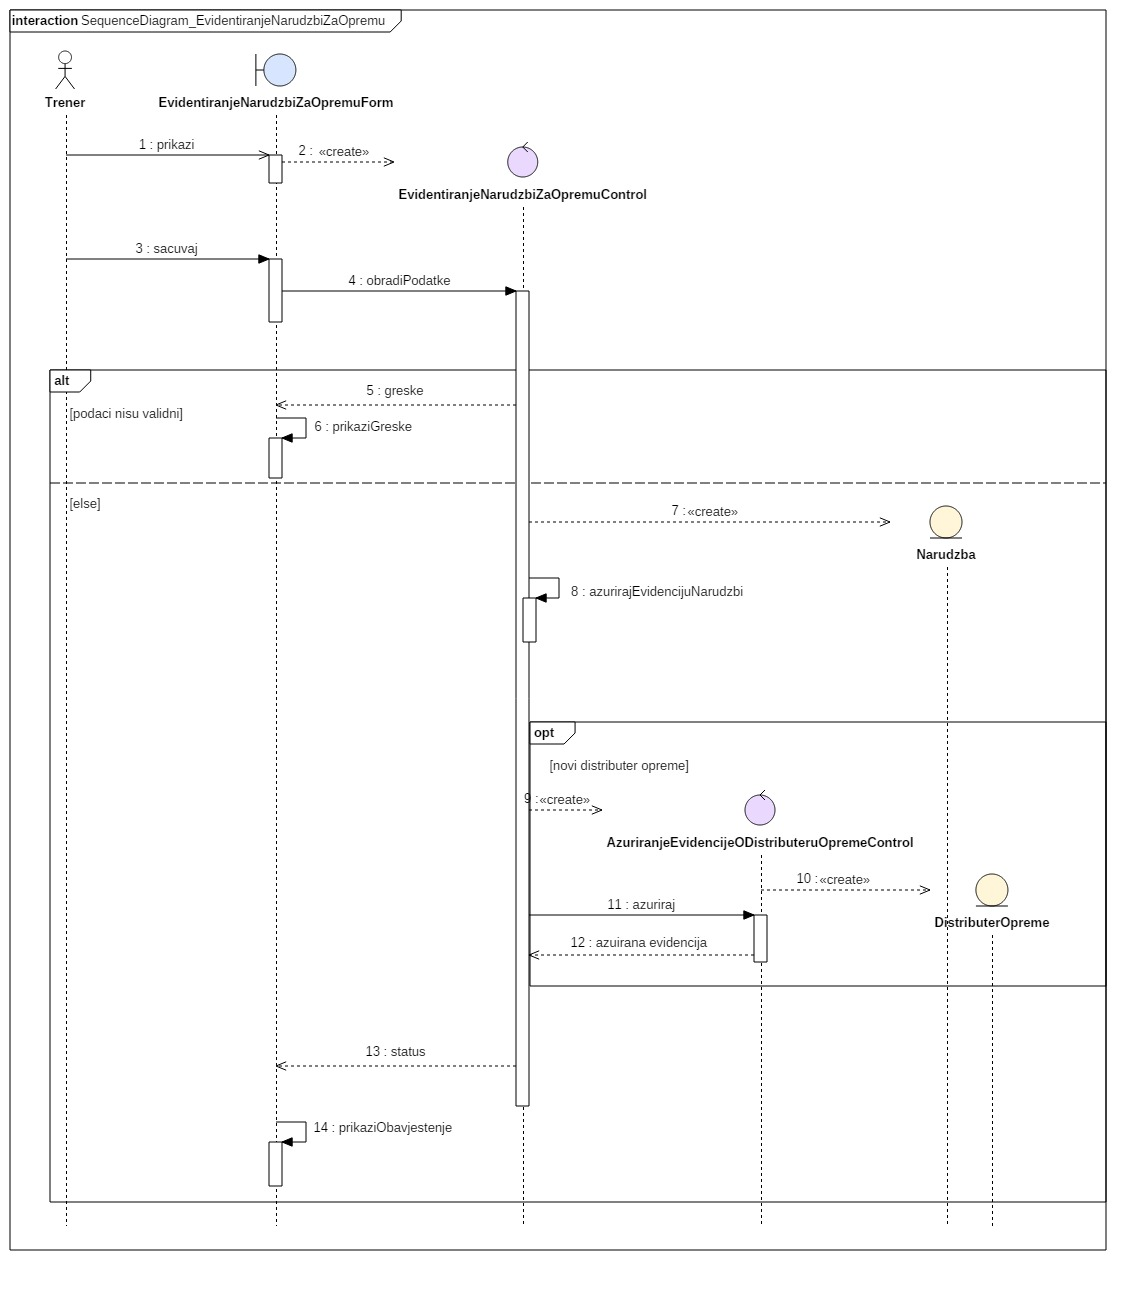 interaction SequenceDiagram_EvidentiranjeNarudzbiZaOpremu
Trener
EvidentiranjeNarudzbiZaOpremuForm
1 : prikazi
2 : «create»
EvidentiranjeNarudzbiZaOpremuControl
3 : sacuvaj
4 : obradiPodatke
alt
5 : greske
[podaci nisu validni]
6 : prikaziGreske
[else]
7 : «create»
Narudzba
8 : azurirajEvidencijuNarudzbi
opt
[novi distributer opreme]
9 : «create»
AzuriranjeEvidencijeODistributeruOpremeControl
10 : «create»
11 : azuriraj
DistributerOpreme
12 : azuirana evidencija
13 : status
14 : prikaziObavjestenje